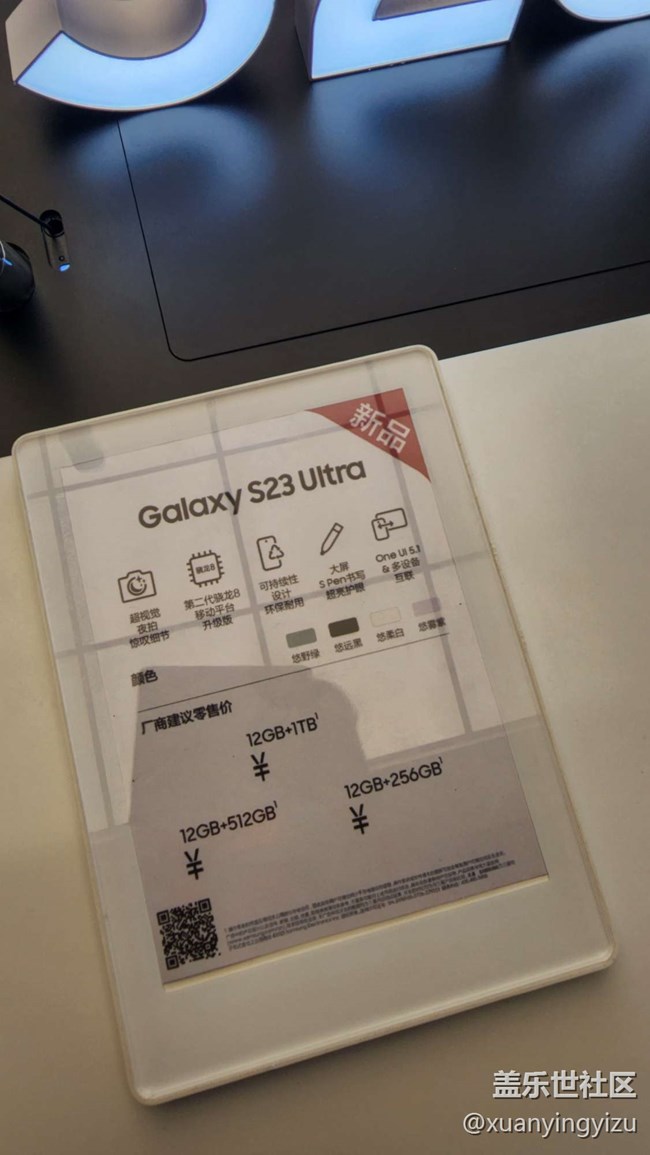 新品
Galaxy S23 Ultra
超视觉
夜拍
惊叹细节
骁龙8
第二代骁龙8
移动平台
升级版
可持续性
设计
环保耐用
大屏
S Pen书写
超亮护眼
One UI 5.1
& 多设备
互联
颜色
悠野绿
悠远黑
悠柔白
悠雾紫
厂商建议零售价
12GB+1TB¹
¥
12GB+512GB¹
¥
12GB+256GB¹
¥
盖乐世社区
@xuanyingyizu